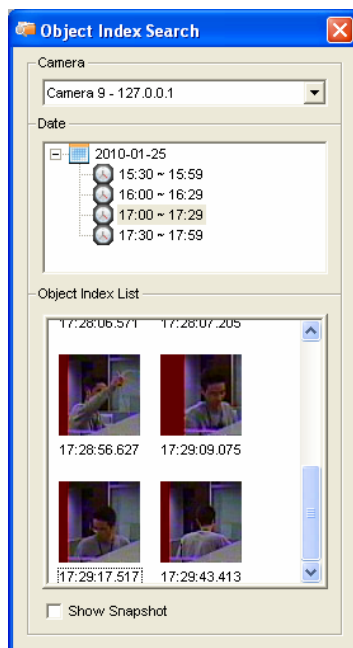 Object Index Search
Camera
Camera 9 - 127.0.0.1
Date
2010-01-25
15:30 ~ 15:59
16:00 ~ 16:29
17:00 ~ 17:29
17:30 ~ 17:59
Object Index List
17:28:06.571 17:28:07.205
17:28:56.627 17:29:09.075
17:29:17.517 17:29:43.413
Show Snapshot